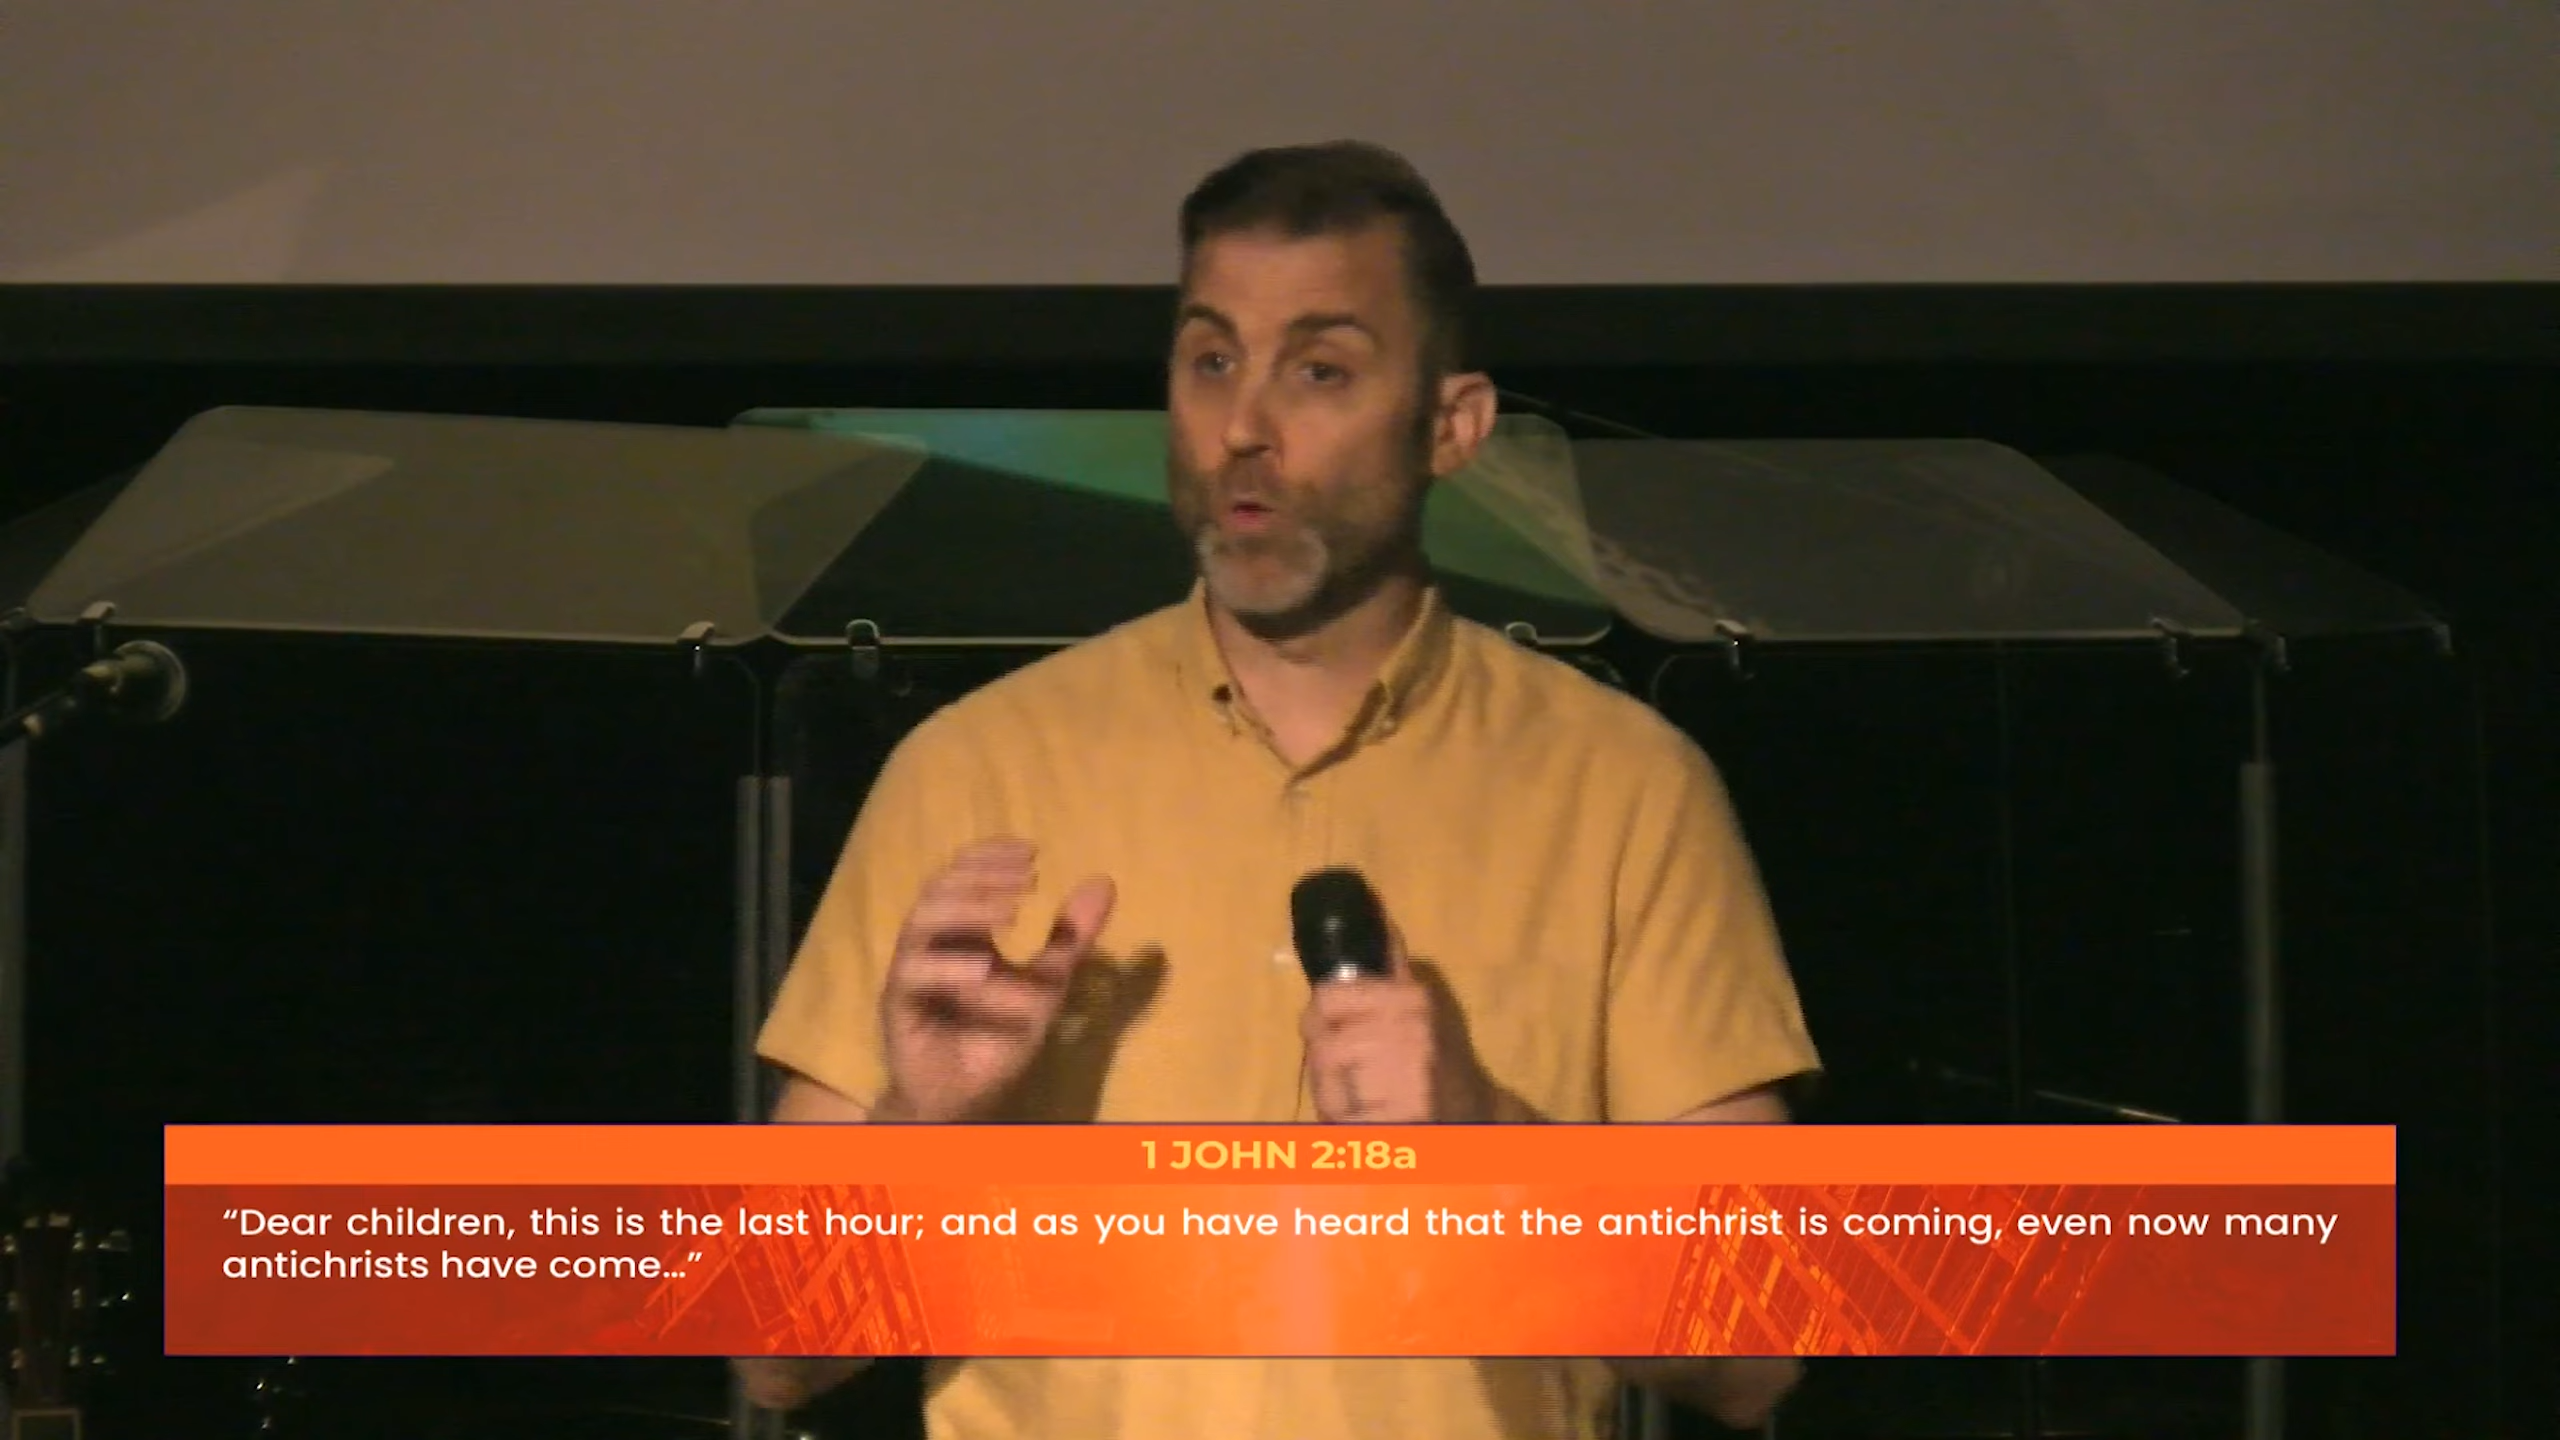 1 JOHN 2:18a
“Dear children, this is the last hour; and as you have heard that the antichrist is coming, even now many
antichrists have come…”